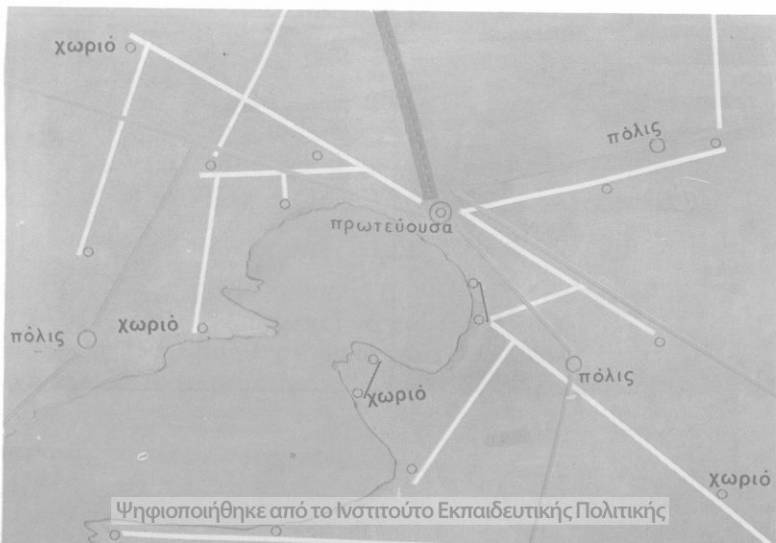 χωριό
πόλις
πρωτεύουσα
πόλις
χωριό
πόλις
χωριό
χωριό
Ψηφιοποιήθηκε από το Ινστιτούτο Εκπαιδευτικής Πολιτικής